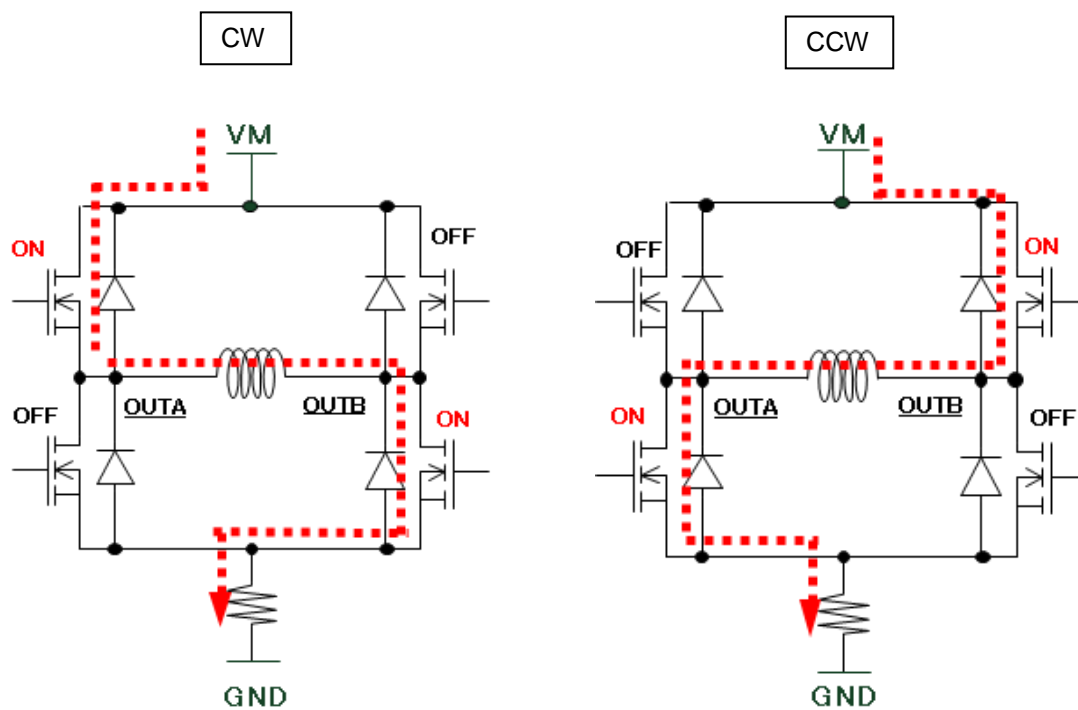 CW
VM
ON
OFF
OUTA
OUTB
OFF
ON
GND
CCW
VM
OFF
ON
OUTA
OUTB
ON
OFF
GND